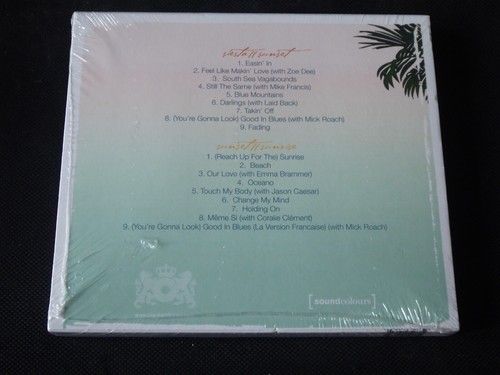 siesta // sunset
1. Easin' In
2. Feel Like Makin' Love (with Zoe Dee)
3. South Sea Vagabounds
4. Still The Same (with Mike Francis)
5. Blue Mountains
6. Darlings (with Laid Back)
7. Takin' Off
8. (You're Gonna Look) Good In Blues (with Mick Roach)
9. Fading
sunset // sunrise
1. (Reach Up For The) Sunrise
2. Beach
3. Our Love (with Emma Brammer)
4. Oceano
5. Touch My Body (with Jason Caesar)
6. Change My Mind
7. Holding On
8. Même Si (with Coralie Clément)
9. (You're Gonna Look) Good In Blues (La Version Francaise) (with Mick Roach)
[soundcolours]